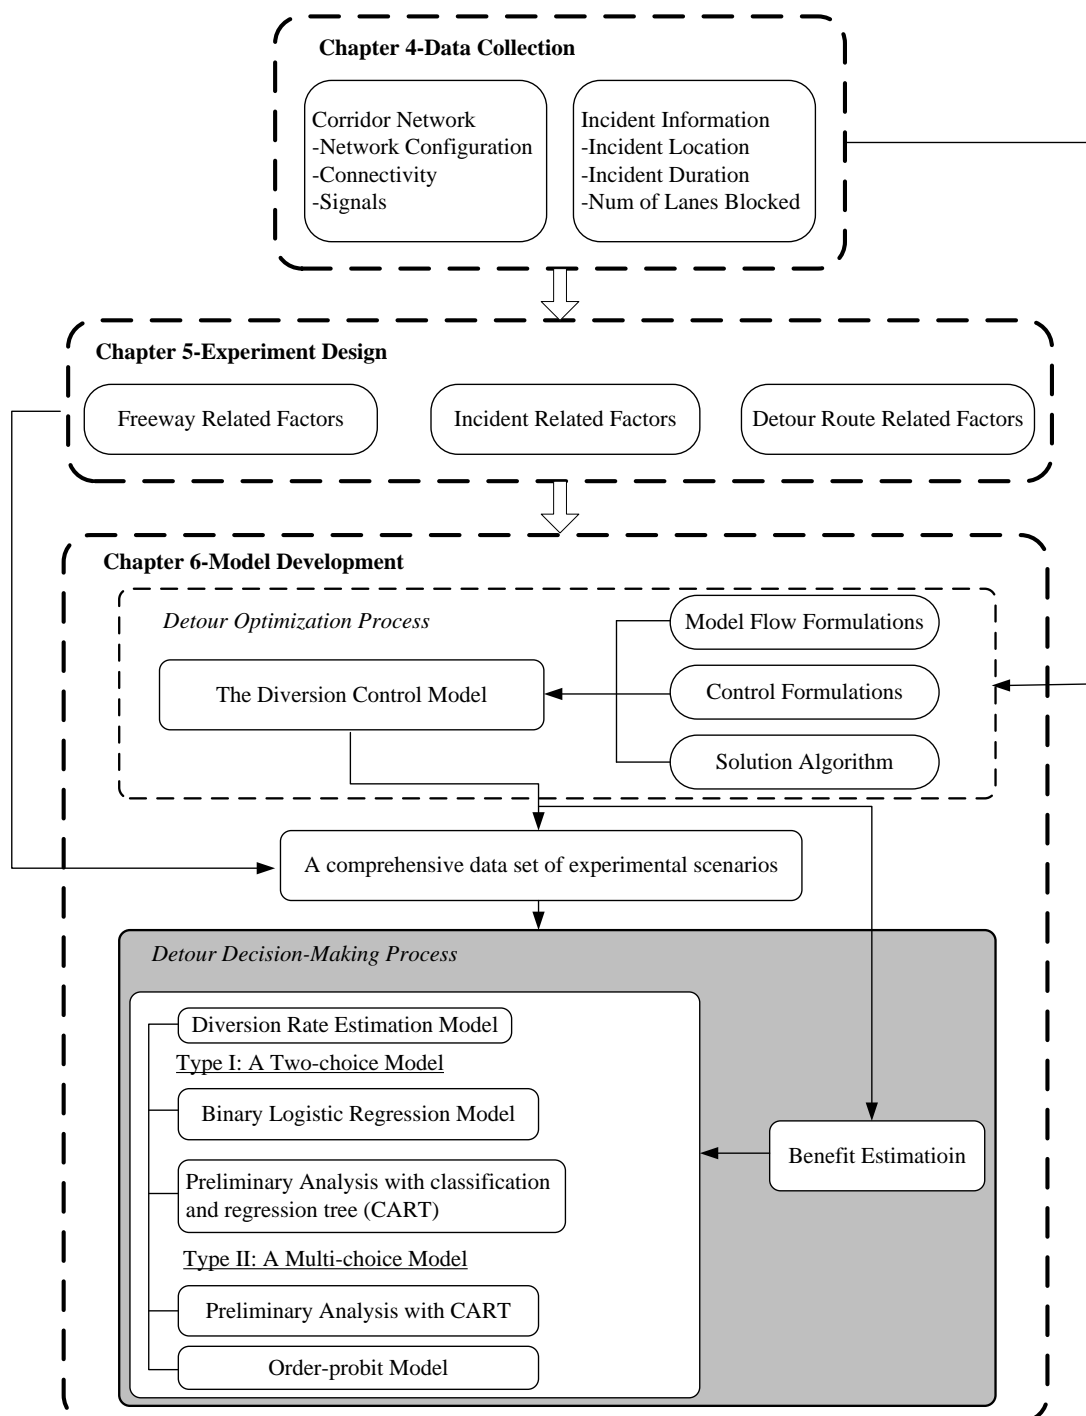 Chapter 4-Data Collection
Corridor Network
-Network Configuration
-Connectivity
-Signals
Incident Information
-Incident Location
-Incident Duration
-Num of Lanes Blocked
Chapter 5-Experiment Design
Freeway Related Factors
Incident Related Factors
Detour Route Related Factors
Chapter 6-Model Development
Detour Optimization Process
The Diversion Control Model
Model Flow Formulations
Control Formulations
Solution Algorithm
A comprehensive data set of experimental scenarios
Detour Decision-Making Process
Diversion Rate Estimation Model
Type I: A Two-choice Model
Binary Logistic Regression Model
Preliminary Analysis with classification
and regression tree (CART)
Type II: A Multi-choice Model
Preliminary Analysis with CART
Order-probit Model
Benefit Estimatioin